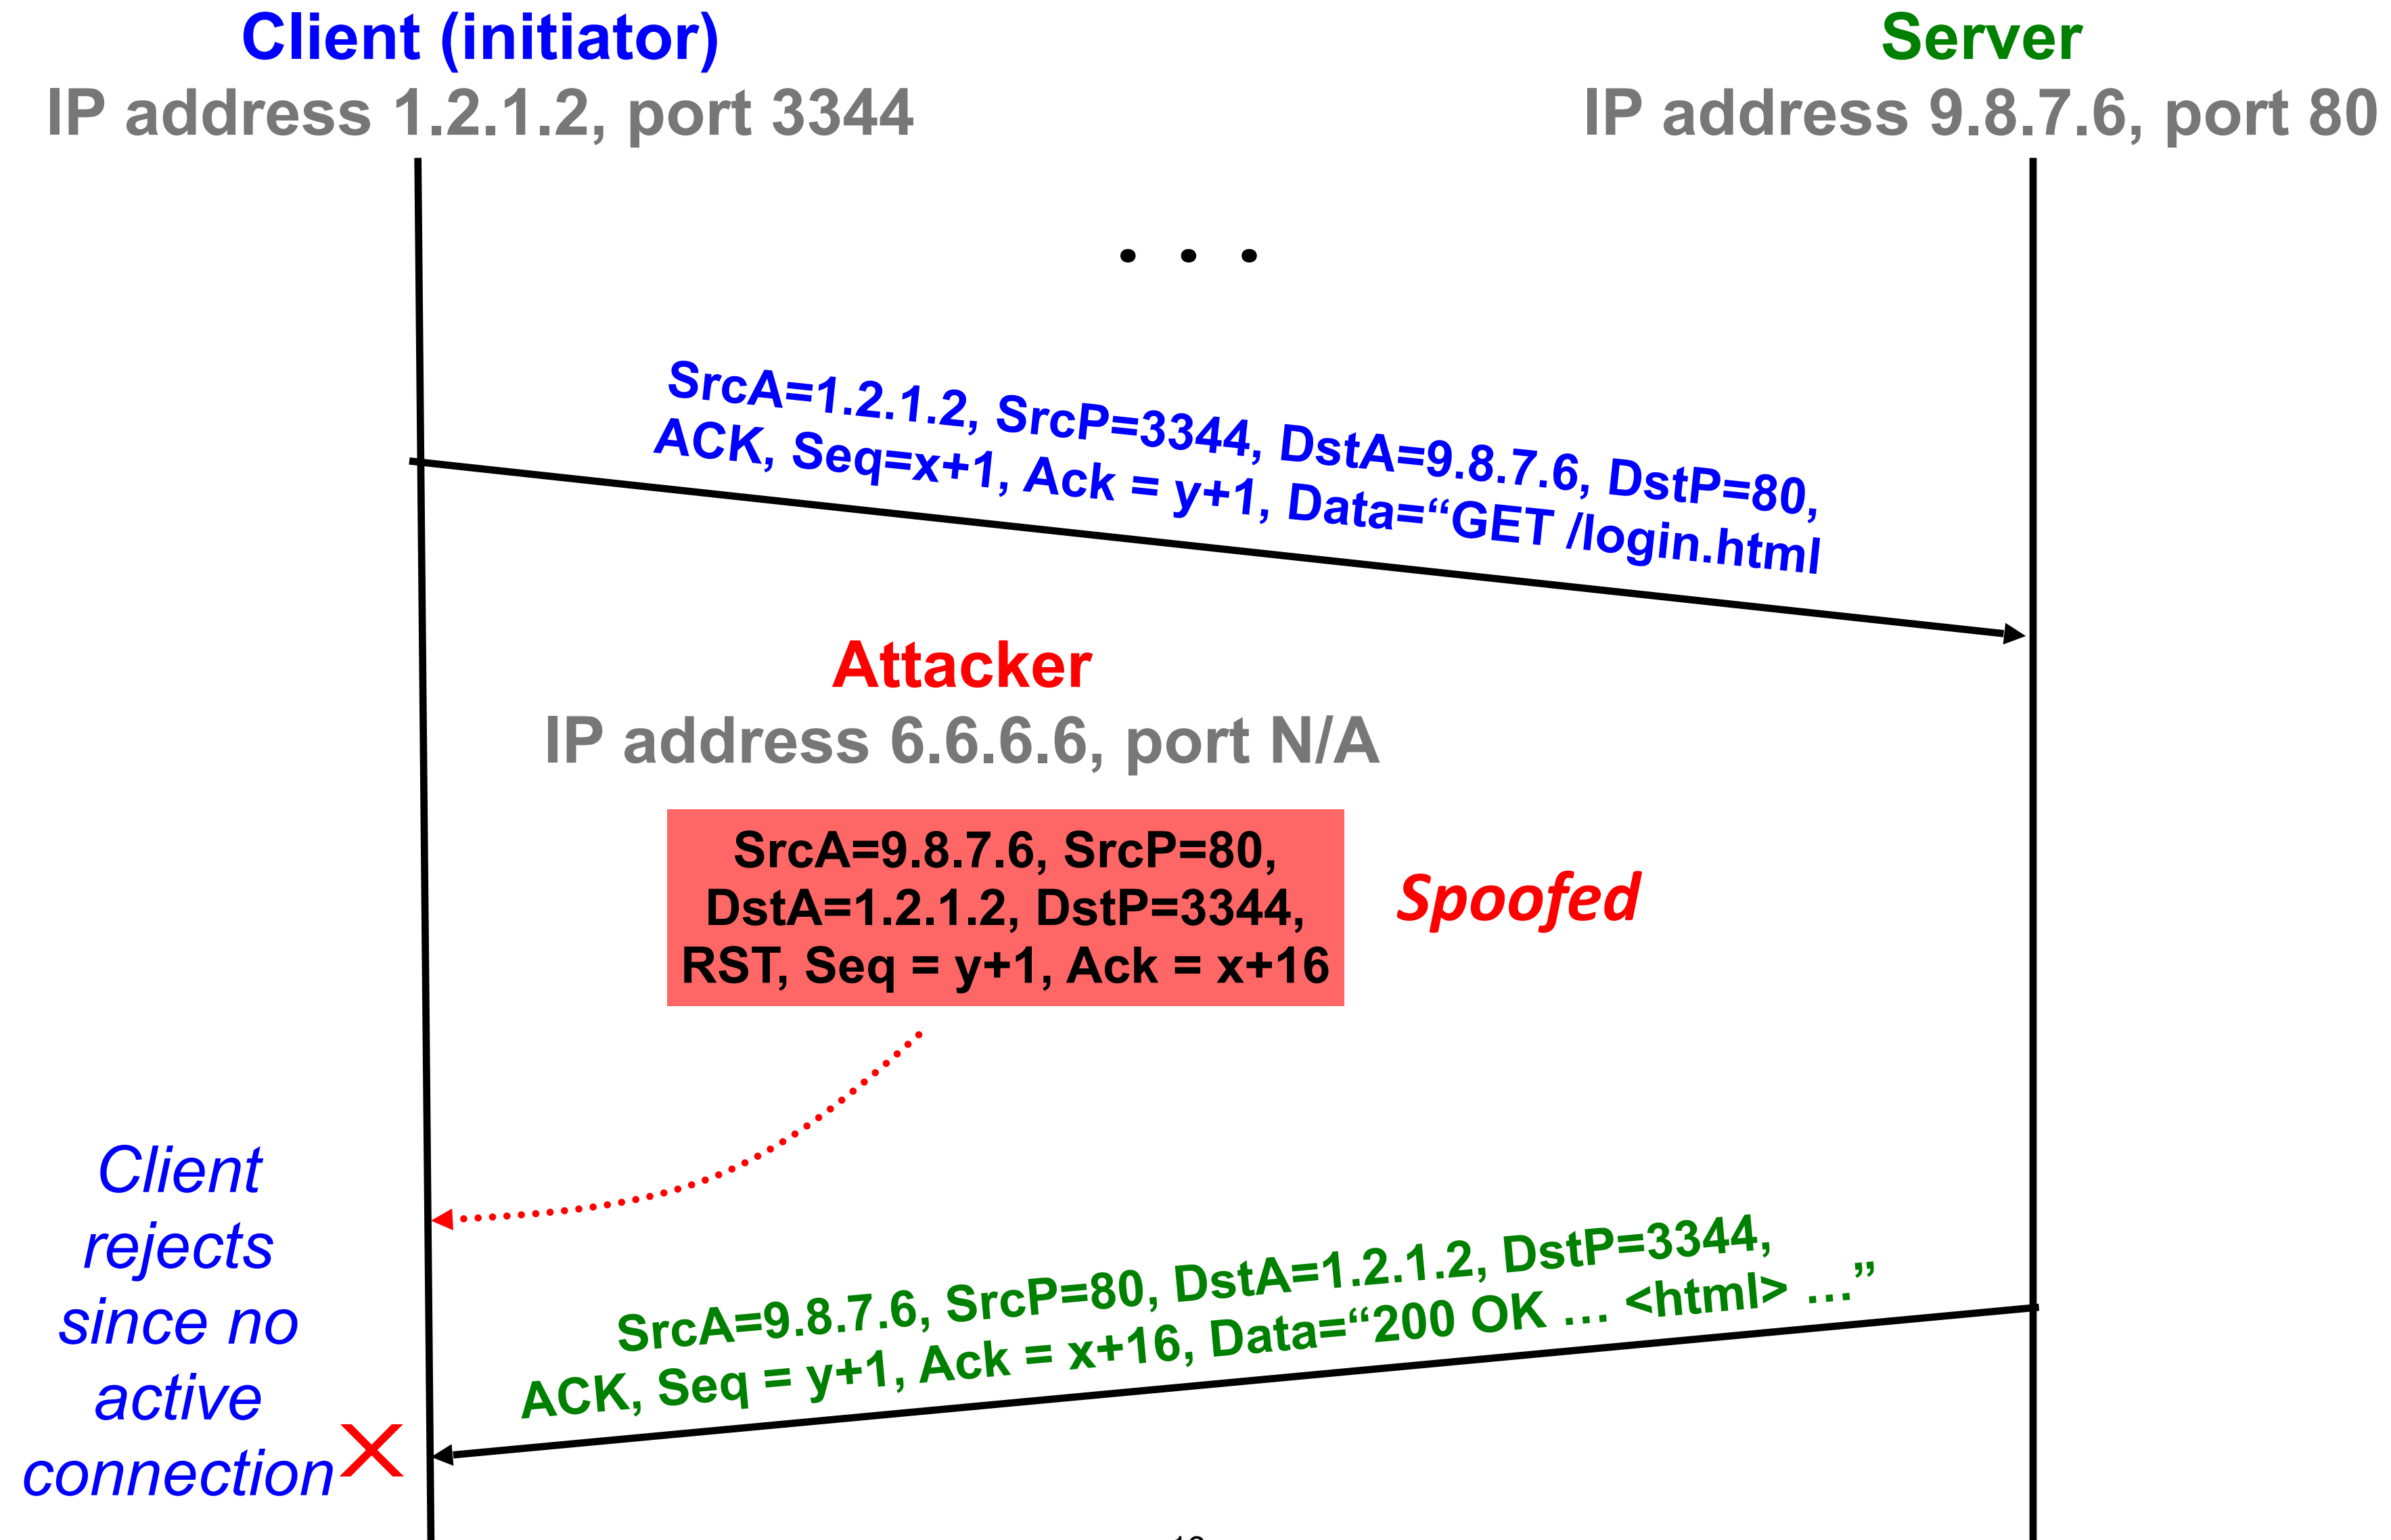 Client (initiator)
IP address 1.2.1.2, port 3344
Server
IP address 9.8.7.6, port 80
. . .
SrcA=1.2.1.2, SrcP=3344, DstA=9.8.7.6, DstP=80,
ACK, Seq=x+1, Ack = y+1, Data=“GET /login.html
Attacker
IP address 6.6.6.6, port N/A
SrcA=9.8.7.6, SrcP=80,
DstA=1.2.1.2, DstP=3344,
RST, Seq = y+1, Ack = x+16
Spoofed
Client
rejects
since no
active
connection
SrcA=9.8.7.6, SrcP=80, DstA=1.2.1.2, DstP=3344,
ACK, Seq = y+1, Ack = x+16, Data=“200 OK … <html> …”